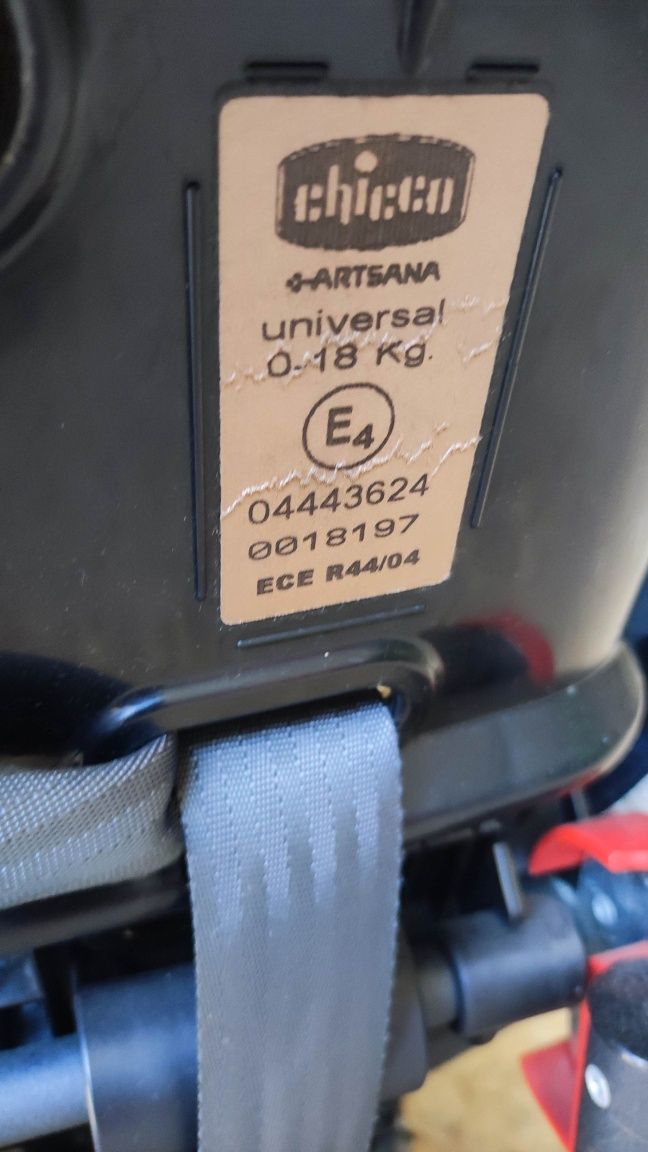 chicco
ARTSANA
universal
0-18 Kg.
E4
04443624
0018197
ECE R44/04